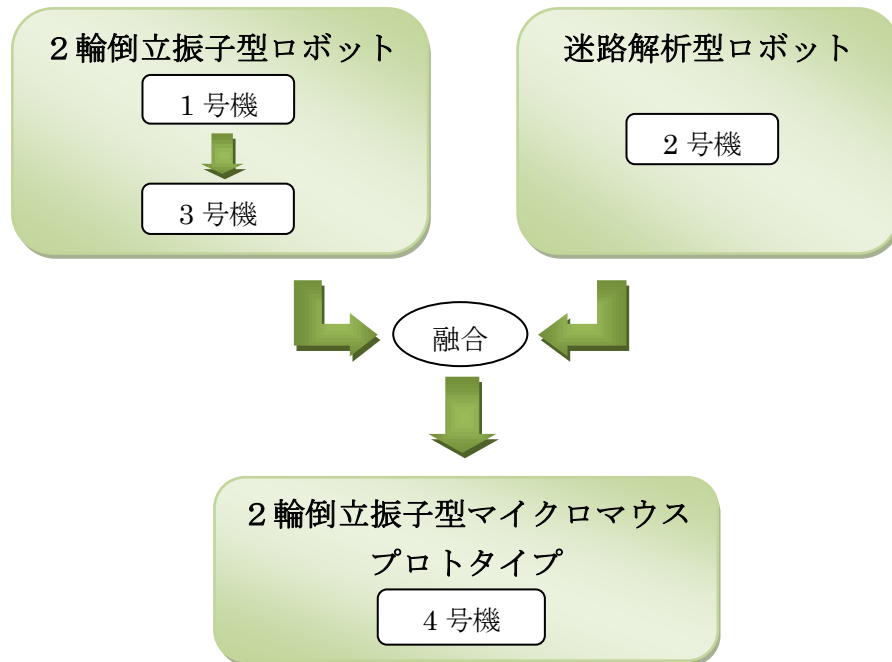 ２輪倒立振子型ロボット
1 号機
3 号機
迷路解析型ロボット
2 号機
融合
２輪倒立振子型マイクロマウス
プロトタイプ
4 号機